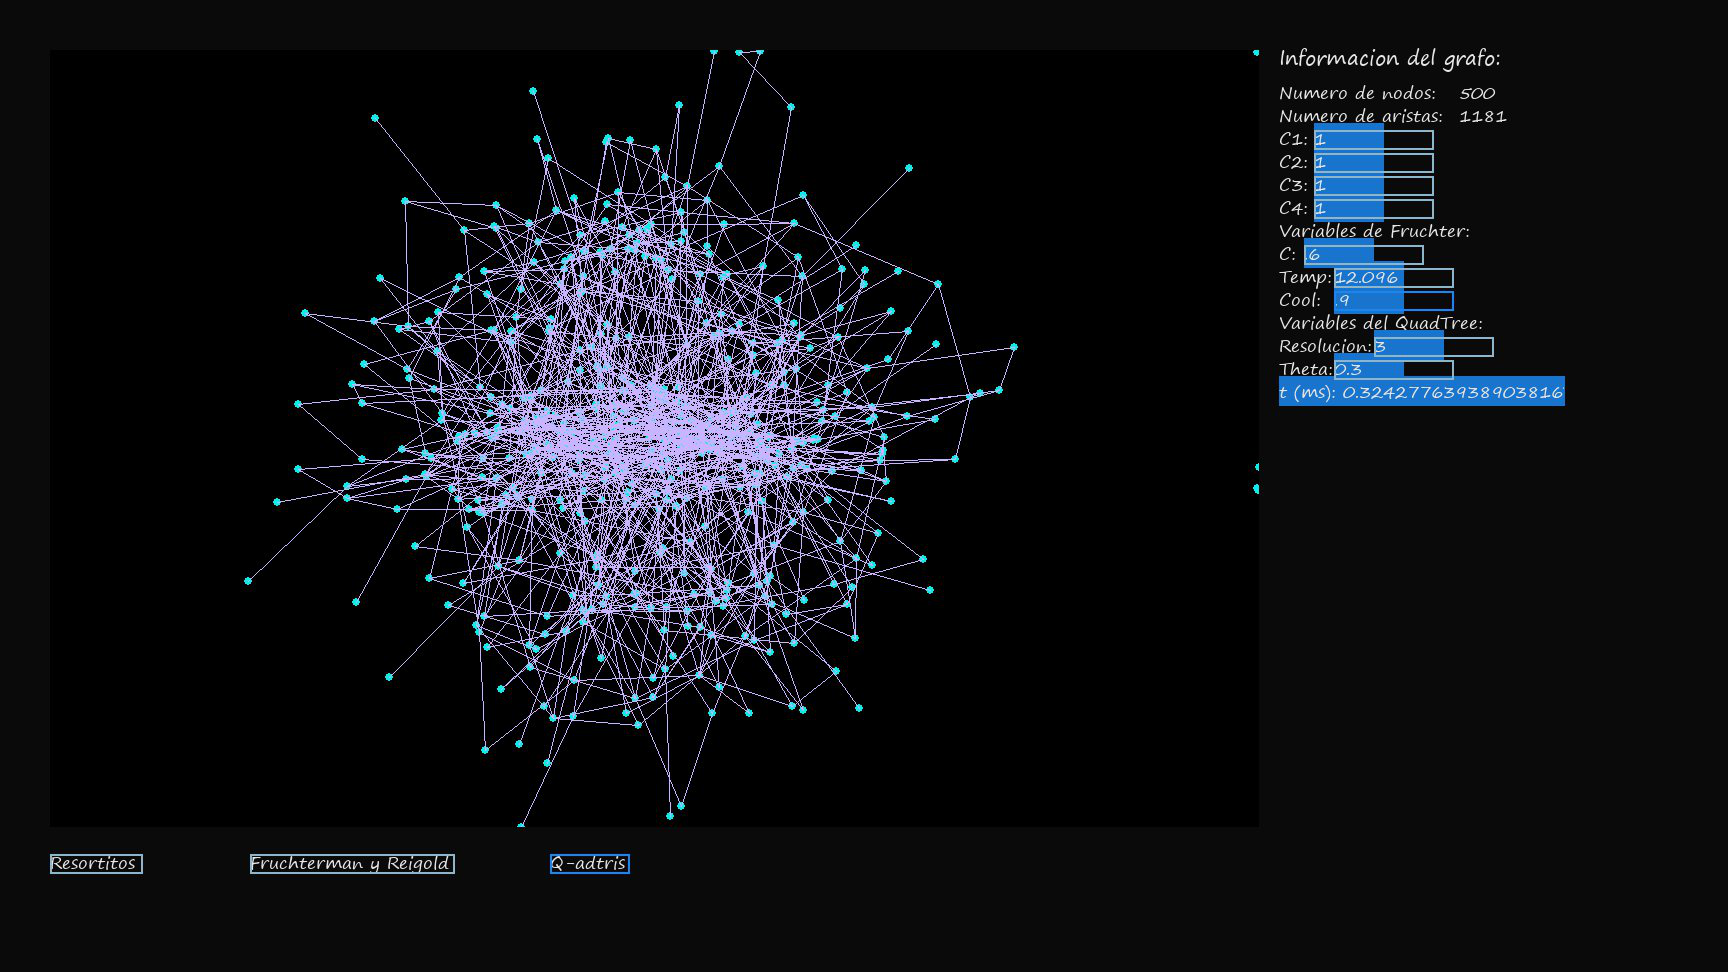 Informacion del grafo:
Numero de nodos: 500
Numero de aristas: 1181
C1: 1
C2: 1
C3: 1
C4: 1
Variables de Fruchter:
C: .6
Temp: 12.096
Cool: .9
Variables del QuadTree:
Resolucion: 3
Theta: 0.3
t (ms): 0.32427763938903816
Resortitos
Fruchterman y Reigold
Q-adtris